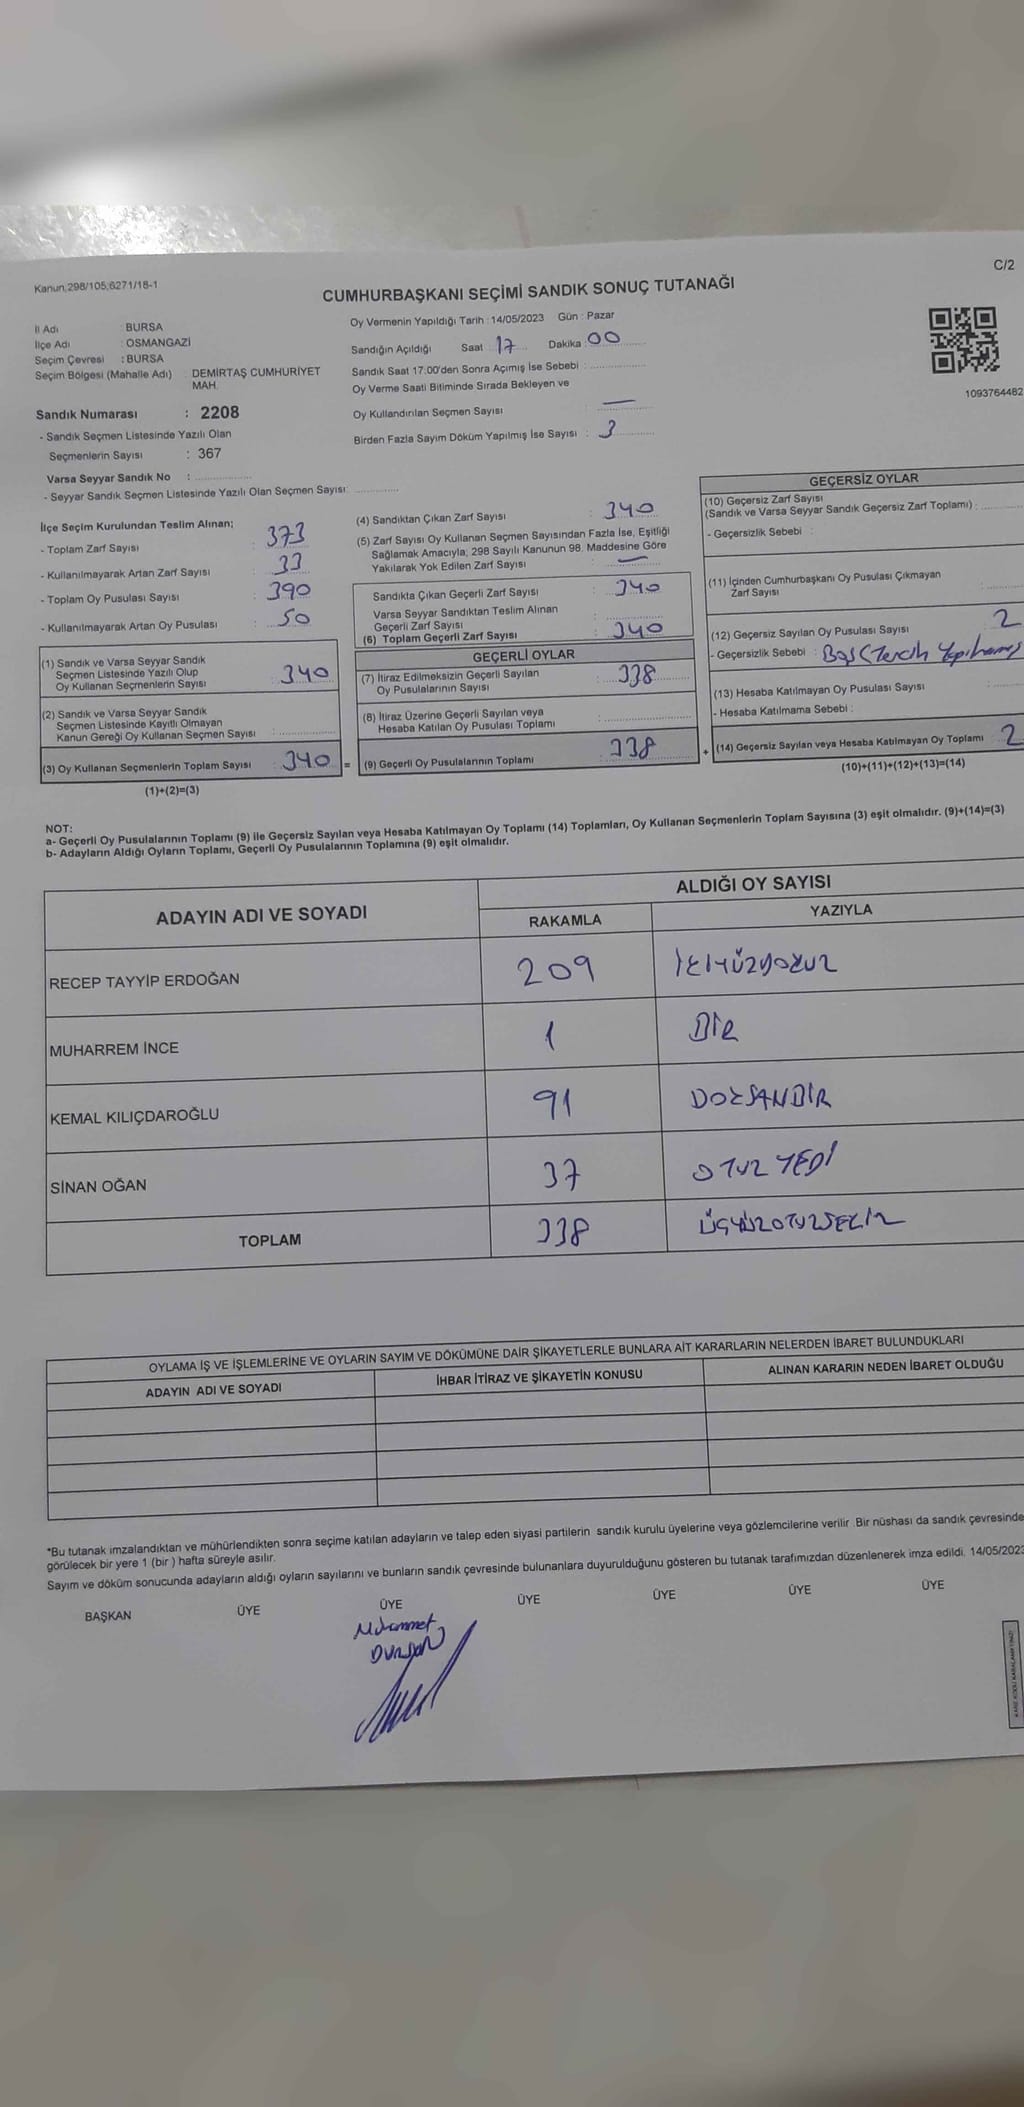 Kanun;298/105;6271/18-1
C/2
CUMHURBAŞKANI SEÇİMİ SANDIK SONUÇ TUTANAĞI
İl Adı : BURSA
İlçe Adı : OSMANGAZİ
Seçim Çevresi : BURSA
Seçim Bölgesi (Mahalle Adı) : DEMİRTAŞ CUMHURİYET
MAH.
Sandık Numarası : 2208
- Sandık Seçmen Listesinde Yazılı Olan
Seçmenlerin Sayısı : 367
Varsa Seyyar Sandık No :
- Seyyar Sandık Seçmen Listesinde Yazılı Olan Seçmen Sayısı:
Oy Vermenin Yapıldığı Tarih : 14/05/2023 Gün : Pazar
Sandığın Açıldığı Saat 17 Dakika : 00
Sandık Saat 17.00'den Sonra Açımış İse Sebebi :
Oy Verme Saati Bitiminde Sırada Bekleyen ve
Oy Kullandırılan Seçmen Sayısı : —
Birden Fazla Sayım Döküm Yapılmış İse Sayısı : 3
1093764482
İlçe Seçim Kurulundan Teslim Alınan;
- Toplam Zarf Sayısı : 373
- Kullanılmayarak Artan Zarf Sayısı : 33
- Toplam Oy Pusulası Sayısı : 390
- Kullanılmayarak Artan Oy Pusulası : 50
(1) Sandık ve Varsa Seyyar Sandık
Seçmen Listesinde Yazılı Olup
Oy Kullanan Seçmenlerin Sayısı : 340
(2) Sandık ve Varsa Seyyar Sandık
Seçmen Listesinde Kayıtlı Olmayan
Kanun Gereği Oy Kullanan Seçmen Sayısı :
(3) Oy Kullanan Seçmenlerin Toplam Sayısı : 340
(1)+(2)=(3)
(4) Sandıktan Çıkan Zarf Sayısı : 340
(5) Zarf Sayısı Oy Kullanan Seçmen Sayısından Fazla İse, Eşitliği
Sağlamak Amacıyla; 298 Sayılı Kanunun 98. Maddesine Göre
Yakılarak Yok Edilen Zarf Sayısı : —
Sandıkta Çıkan Geçerli Zarf Sayısı : 340
Varsa Seyyar Sandıktan Teslim Alınan
Geçerli Zarf Sayısı :
(6) Toplam Geçerli Zarf Sayısı : 340
GEÇERLİ OYLAR
(7) İtiraz Edilmeksizin Geçerli Sayılan
Oy Pusulalarının Sayısı : 338
(8) İtiraz Üzerine Geçerli Sayılan veya
Hesaba Katılan Oy Pusulası Toplamı :
= (9) Geçerli Oy Pusulalarının Toplamı : 338
GEÇERSİZ OYLAR
(10) Geçersiz Zarf Sayısı
(Sandık ve Varsa Seyyar Sandık Geçersiz Zarf Toplamı) :
- Geçersizlik Sebebi :
(11) İçinden Cumhurbaşkanı Oy Pusulası Çıkmayan
Zarf Sayısı :
(12) Geçersiz Sayılan Oy Pusulası Sayısı 2
- Geçersizlik Sebebi : Boş (Tercih Yapılmamış
(13) Hesaba Katılmayan Oy Pusulası Sayısı :
- Hesaba Katılmama Sebebi :
+ (14) Geçersiz Sayılan veya Hesaba Katılmayan Oy Toplamı : 2
(10)+(11)+(12)+(13)=(14)
NOT:
a- Geçerli Oy Pusulalarının Toplamı (9) ile Geçersiz Sayılan veya Hesaba Katılmayan Oy Toplamı (14) Toplamları, Oy Kullanan Seçmenlerin Toplam Sayısına (3) eşit olmalıdır. (9)+(14)=(3)
b- Adayların Aldığı Oyların Toplamı, Geçerli Oy Pusulalarının Toplamına (9) eşit olmalıdır.
ADAYIN ADI VE SOYADI
ALDIĞI OY SAYISI
RAKAMLA YAZIYLA
RECEP TAYYİP ERDOĞAN 209 İKİYÜZDOKUZ
MUHARREM İNCE 1 BİR
KEMAL KILIÇDAROĞLU 91 DOKSANBİR
SİNAN OĞAN 37 OTUZ YEDİ
TOPLAM 338 ÜÇYÜZOTUZSEKİZ
OYLAMA İŞ VE İŞLEMLERİNE VE OYLARIN SAYIM VE DÖKÜMÜNE DAİR ŞİKAYETLERLE BUNLARA AİT KARARLARIN NELERDEN İBARET BULUNDUKLARI
ADAYIN ADI VE SOYADI İHBAR İTİRAZ VE ŞİKAYETİN KONUSU ALINAN KARARIN NEDEN İBARET OLDUĞU
*Bu tutanak imzalandıktan ve mühürlendikten sonra seçime katılan adayların ve talep eden siyasi partilerin sandık kurulu üyelerine veya gözlemcilerine verilir. Bir nüshası da sandık çevresinde
görülecek bir yere 1 (bir) hafta süreyle asılır.
Sayım ve döküm sonucunda adayların aldığı oyların sayılarını ve bunların sandık çevresinde bulunanlara duyurulduğunu gösteren bu tutanak tarafımızdan düzenlenerek imza edildi. 14/05/2023
BAŞKAN ÜYE ÜYE ÜYE ÜYE ÜYE ÜYE
Muhammet
DURSUN